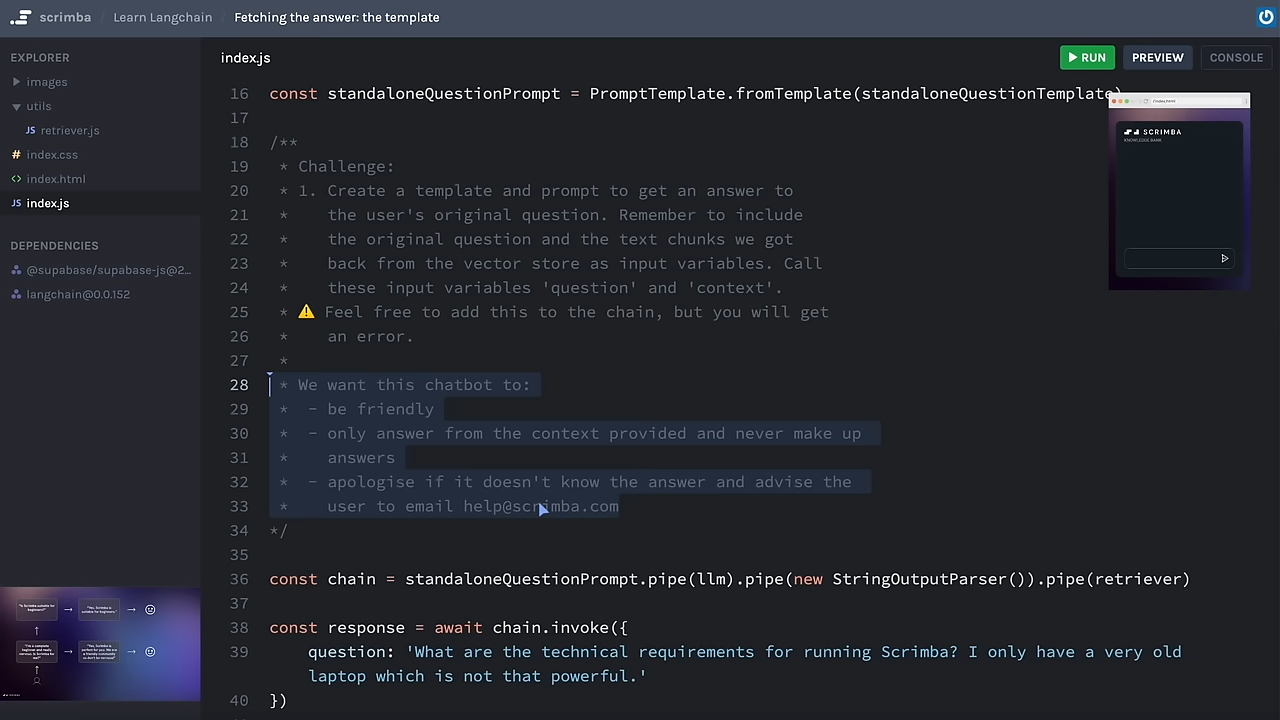 scrimba / Learn Langchain / Fetching the answer: the template
EXPLORER
images
utils
JS retriever.js
# index.css
<> index.html
JS index.js
DEPENDENCIES
@supabase/supabase-js@2...
langchain@0.0.152
index.js
RUN
PREVIEW
CONSOLE
16 const standaloneQuestionPrompt = PromptTemplate.fromTemplate(standaloneQuestionTemplate)
17
18 /**
19 * Challenge:
20 * 1. Create a template and prompt to get an answer to
21 * the user's original question. Remember to include
22 * the original question and the text chunks we got
23 * back from the vector store as input variables. Call
24 * these input variables 'question' and 'context'.
25 * ⚠️ Feel free to add this to the chain, but you will get
26 * an error.
27 *
28 * We want this chatbot to:
29 * - be friendly
30 * - only answer from the context provided and never make up
31 * answers
32 * - apologise if it doesn't know the answer and advise the
33 * user to email help@scrimba.com
34 */
35
36 const chain = standaloneQuestionPrompt.pipe(llm).pipe(new StringOutputParser()).pipe(retriever)
37
38 const response = await chain.invoke({
39 question: 'What are the technical requirements for running Scrimba? I only have a very old
laptop which is not that powerful.'
40 })
/index.html
SCRIMBA
KNOWLEDGE BANK